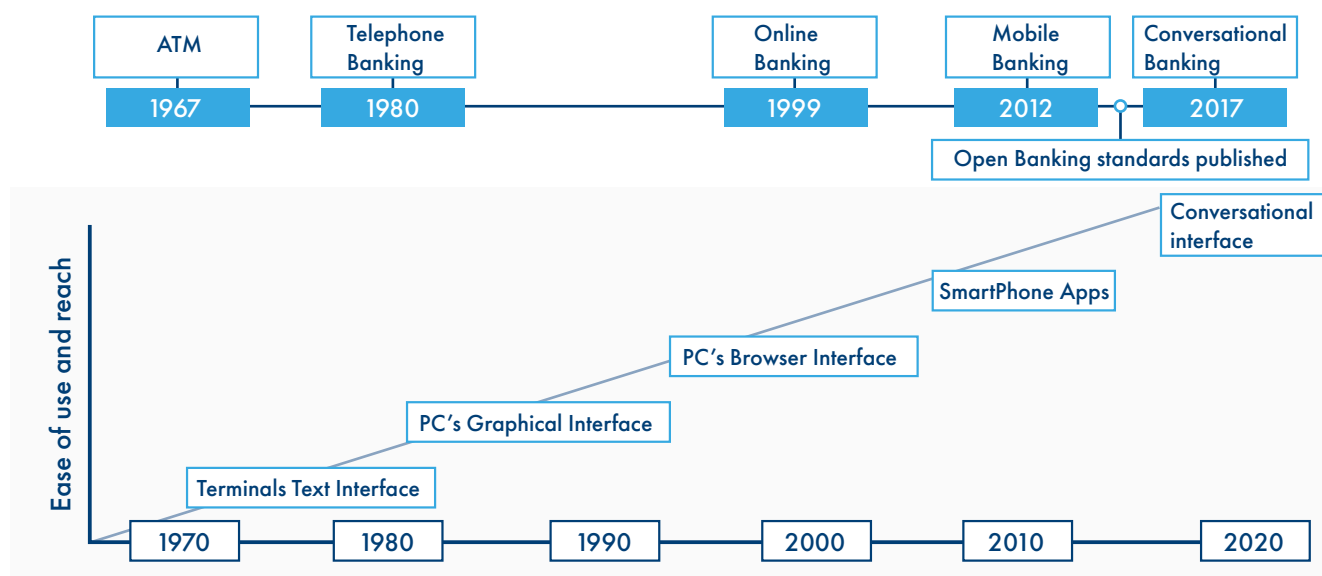 ATM
Telephone
Banking
Online
Banking
Mobile
Banking
Conversational
Banking
1967
1980
1999
2012
2017
Open Banking standards published
Ease of use and reach
Conversational
interface
SmartPhone Apps
PC’s Browser Interface
PC’s Graphical Interface
Terminals Text Interface
1970
1980
1990
2000
2010
2020